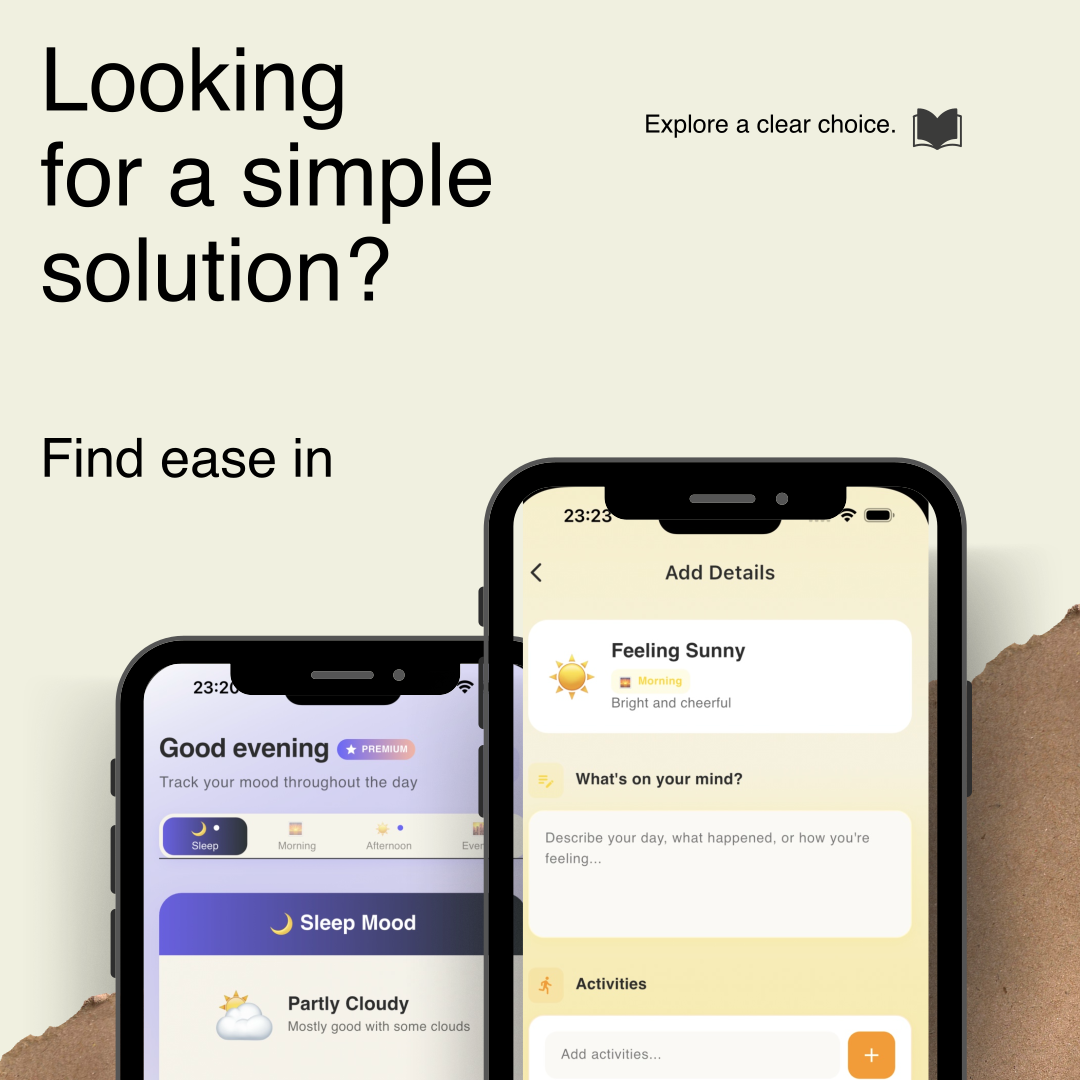 Looking
for a simple
solution?
Explore a clear choice.
Find ease in
23:20
Good evening
PREMIUM
Track your mood throughout the day
Sleep
Morning
Afternoon
Sleep Mood
Partly Cloudy
Mostly good with some clouds
23:23
Add Details
Feeling Sunny
Morning
Bright and cheerful
What's on your mind?
Describe your day, what happened, or how you're
feeling...
Activities
Add activities...